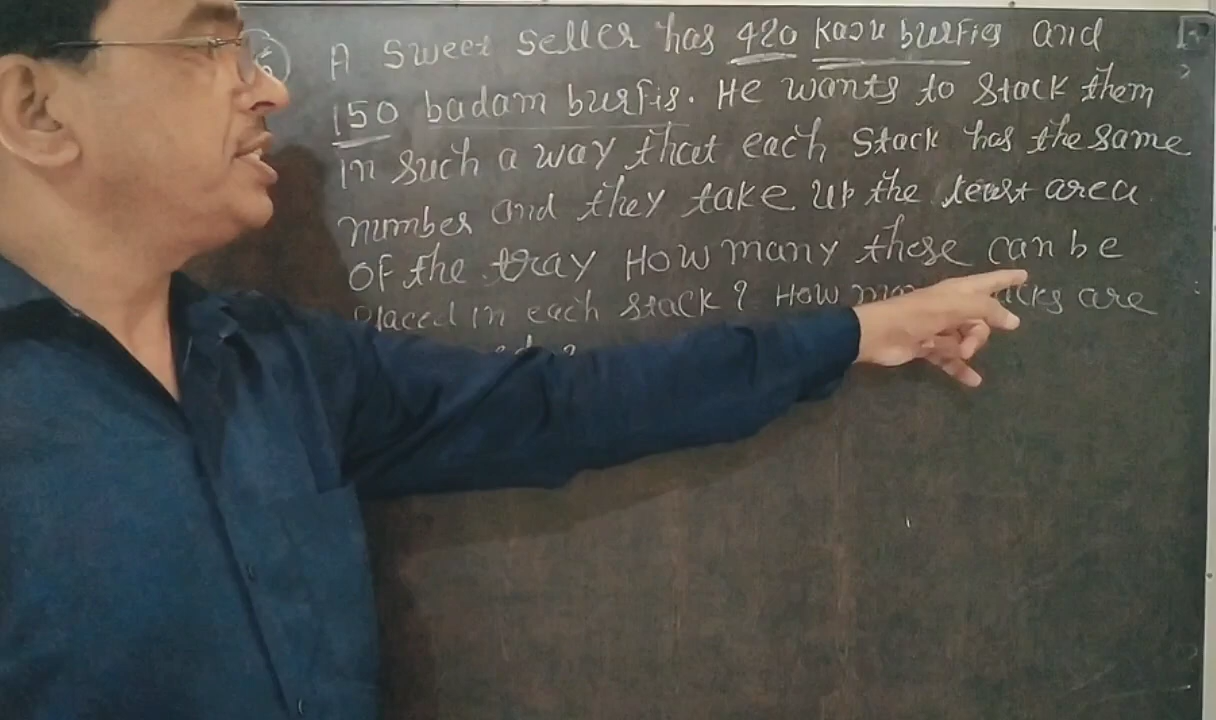 A Sweet Seller has 420 kaju burfies and
150 badam burfis. He wants to stack them
in such a way that each Stack has the same
number and they take up the least area
of the tray How many these can be
Placed in each stack? How are
?